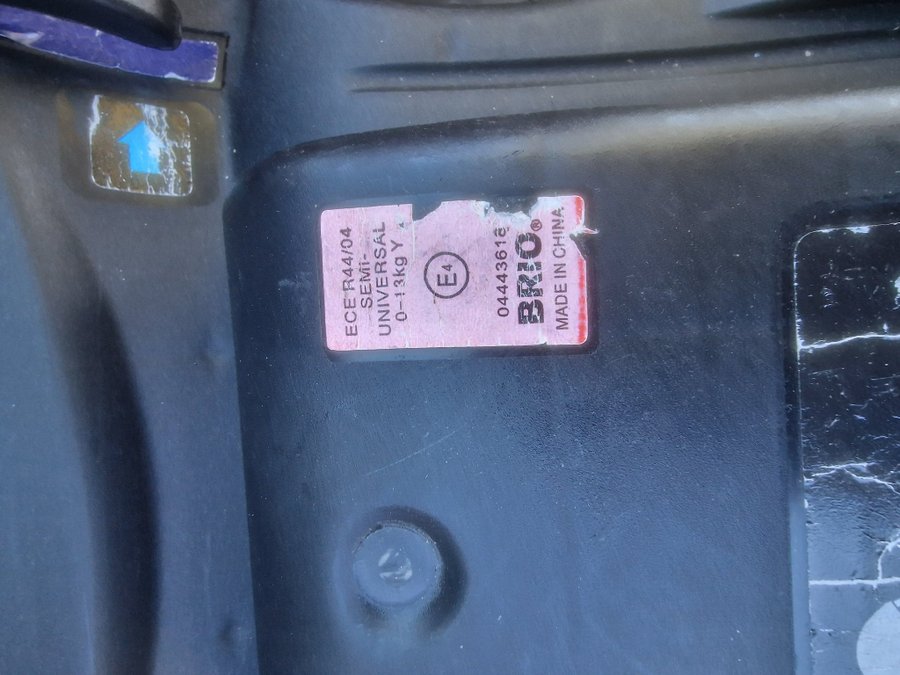 ECE R44/04
SEMI-
UNIVERSAL
0-13kg Y
E4
04443616
BRIO®
MADE IN CHINA